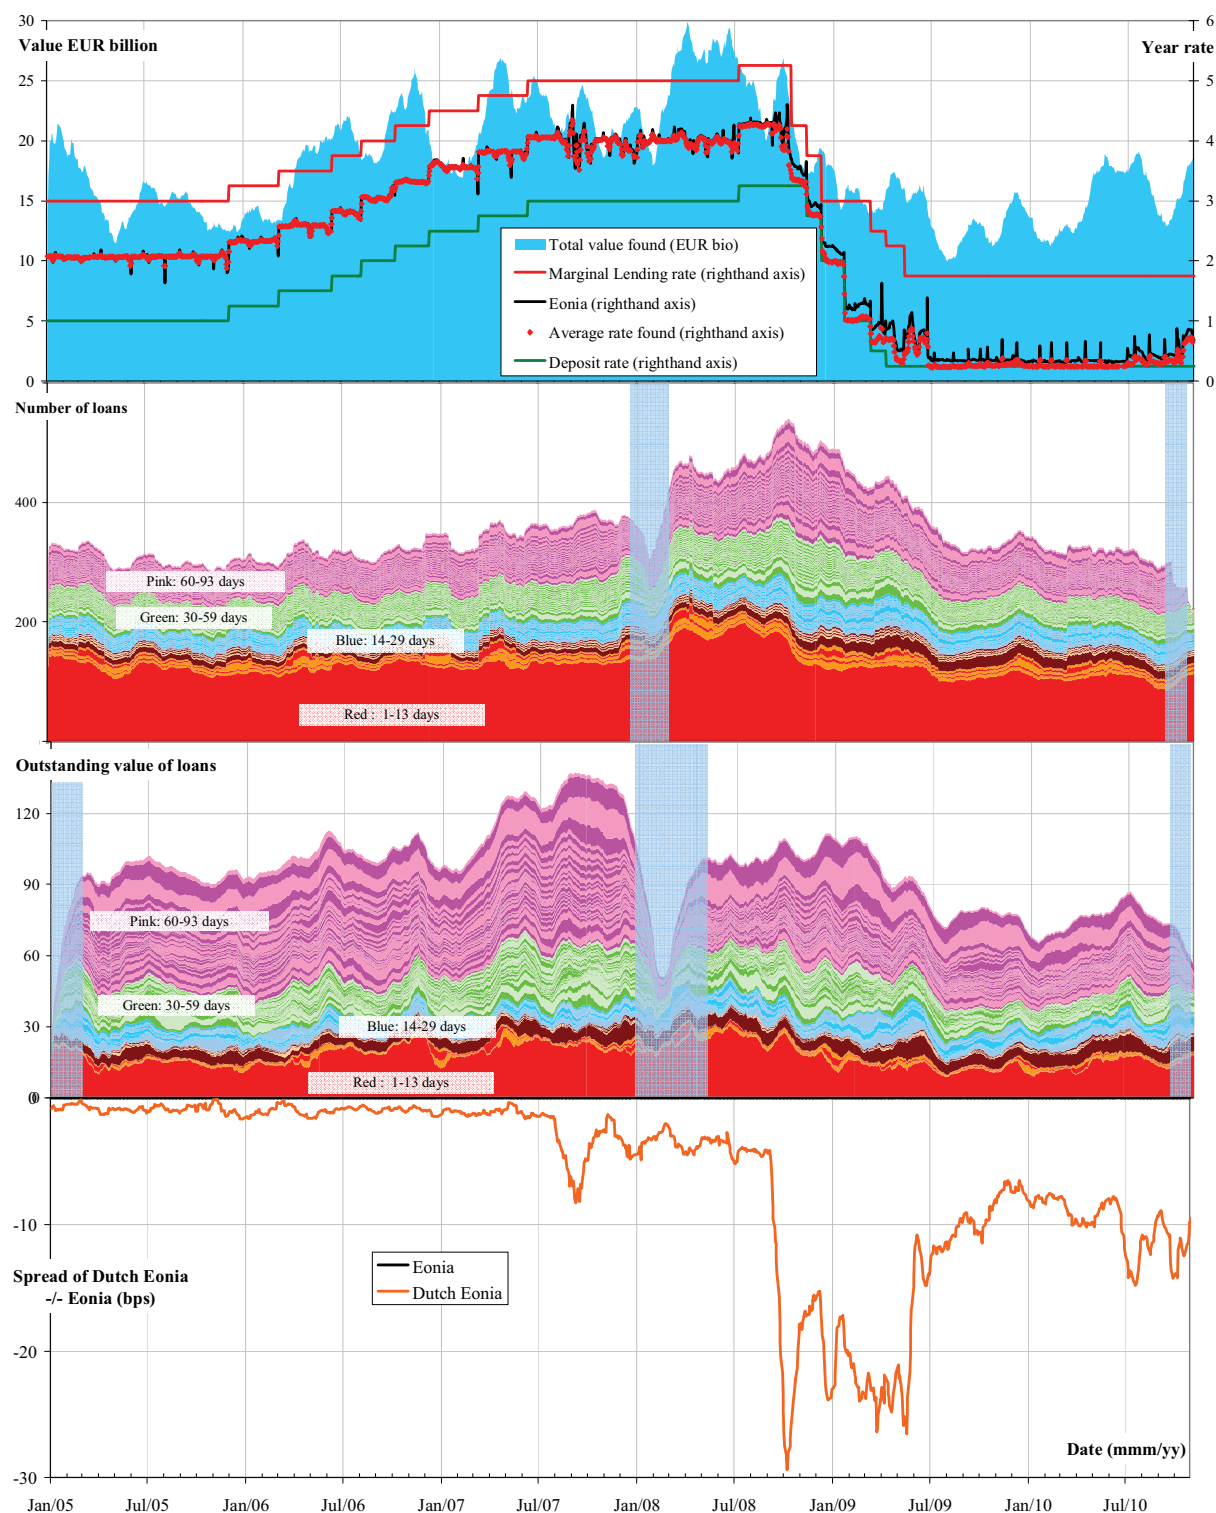 30
6
Value EUR billion
Year rate
25
5
20
4
15
3
10
2
5
1
0
0
Total value found (EUR bio)
Marginal Lending rate (righthand axis)
Eonia (righthand axis)
Average rate found (righthand axis)
Deposit rate (righthand axis)
Number of loans
400
200
Pink: 60-93 days
Green: 30-59 days
Blue: 14-29 days
Red : 1-13 days
Outstanding value of loans
120
90
60
30
0
Pink: 60-93 days
Green: 30-59 days
Blue: 14-29 days
Red : 1-13 days
0
-10
-20
-30
Spread of Dutch Eonia
-/- Eonia (bps)
Eonia
Dutch Eonia
Date (mmm/yy)
Jan/05 Jul/05 Jan/06 Jul/06 Jan/07 Jul/07 Jan/08 Jul/08 Jan/09 Jul/09 Jan/10 Jul/10